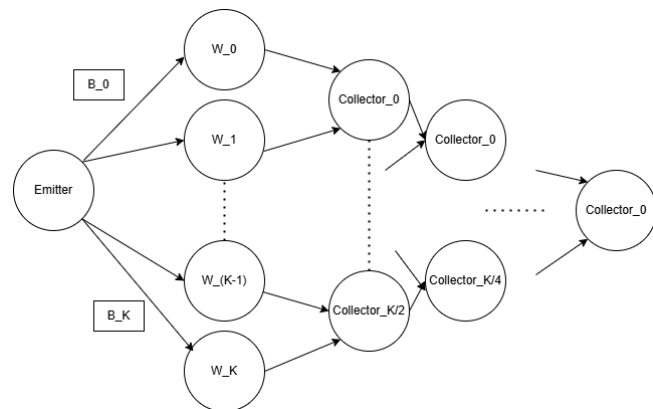 W_0
B_0
Collector_0
W_1
Collector_0
Emitter
Collector_0
W_(K-1)
Collector_K/4
Collector_K/2
B_K
W_K